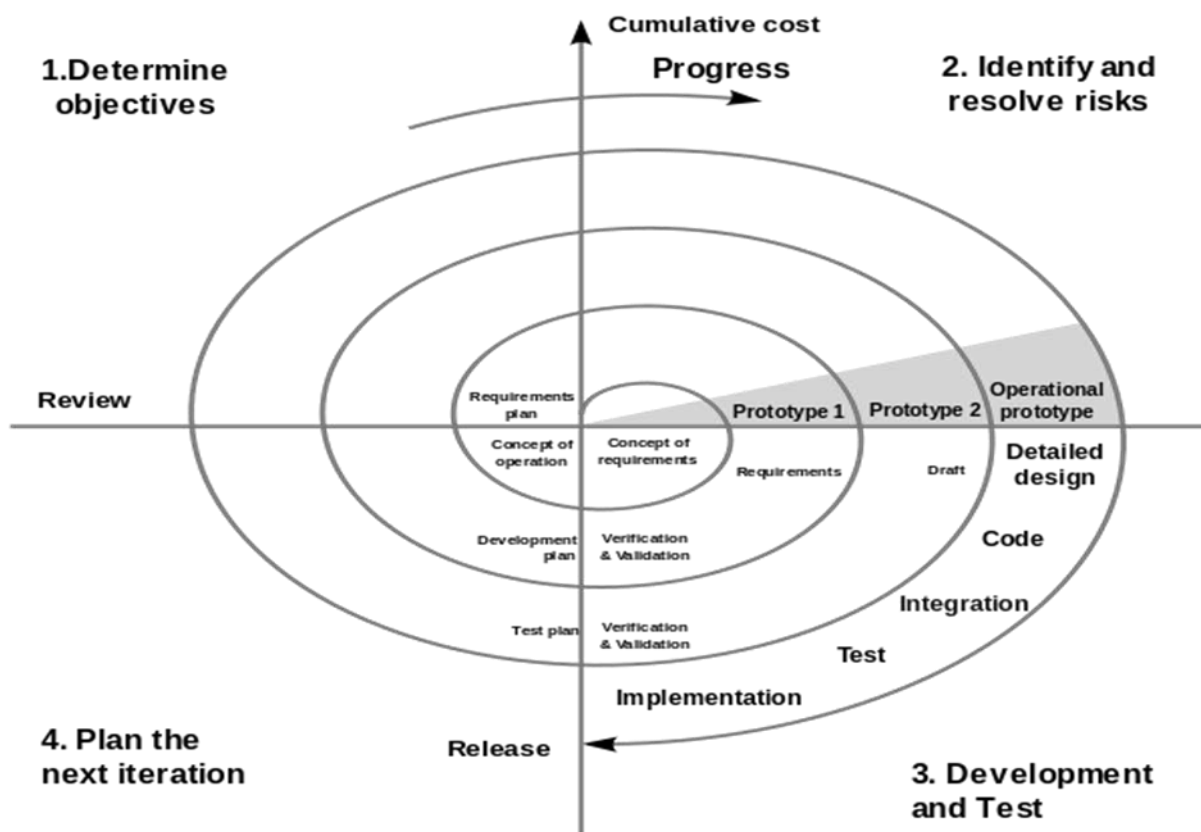 Cumulative cost
1.Determine
objectives
Progress
2. Identify and
resolve risks
Review
Requirements
plan
Operational
prototype
Prototype 1
Prototype 2
Concept of
operation
Concept of
requirements
Requirements
Draft
Detailed
design
Development
plan
Verification
& Validation
Code
Integration
Test plan
Verification
& Validation
Test
Implementation
Release
4. Plan the
next iteration
3. Development
and Test